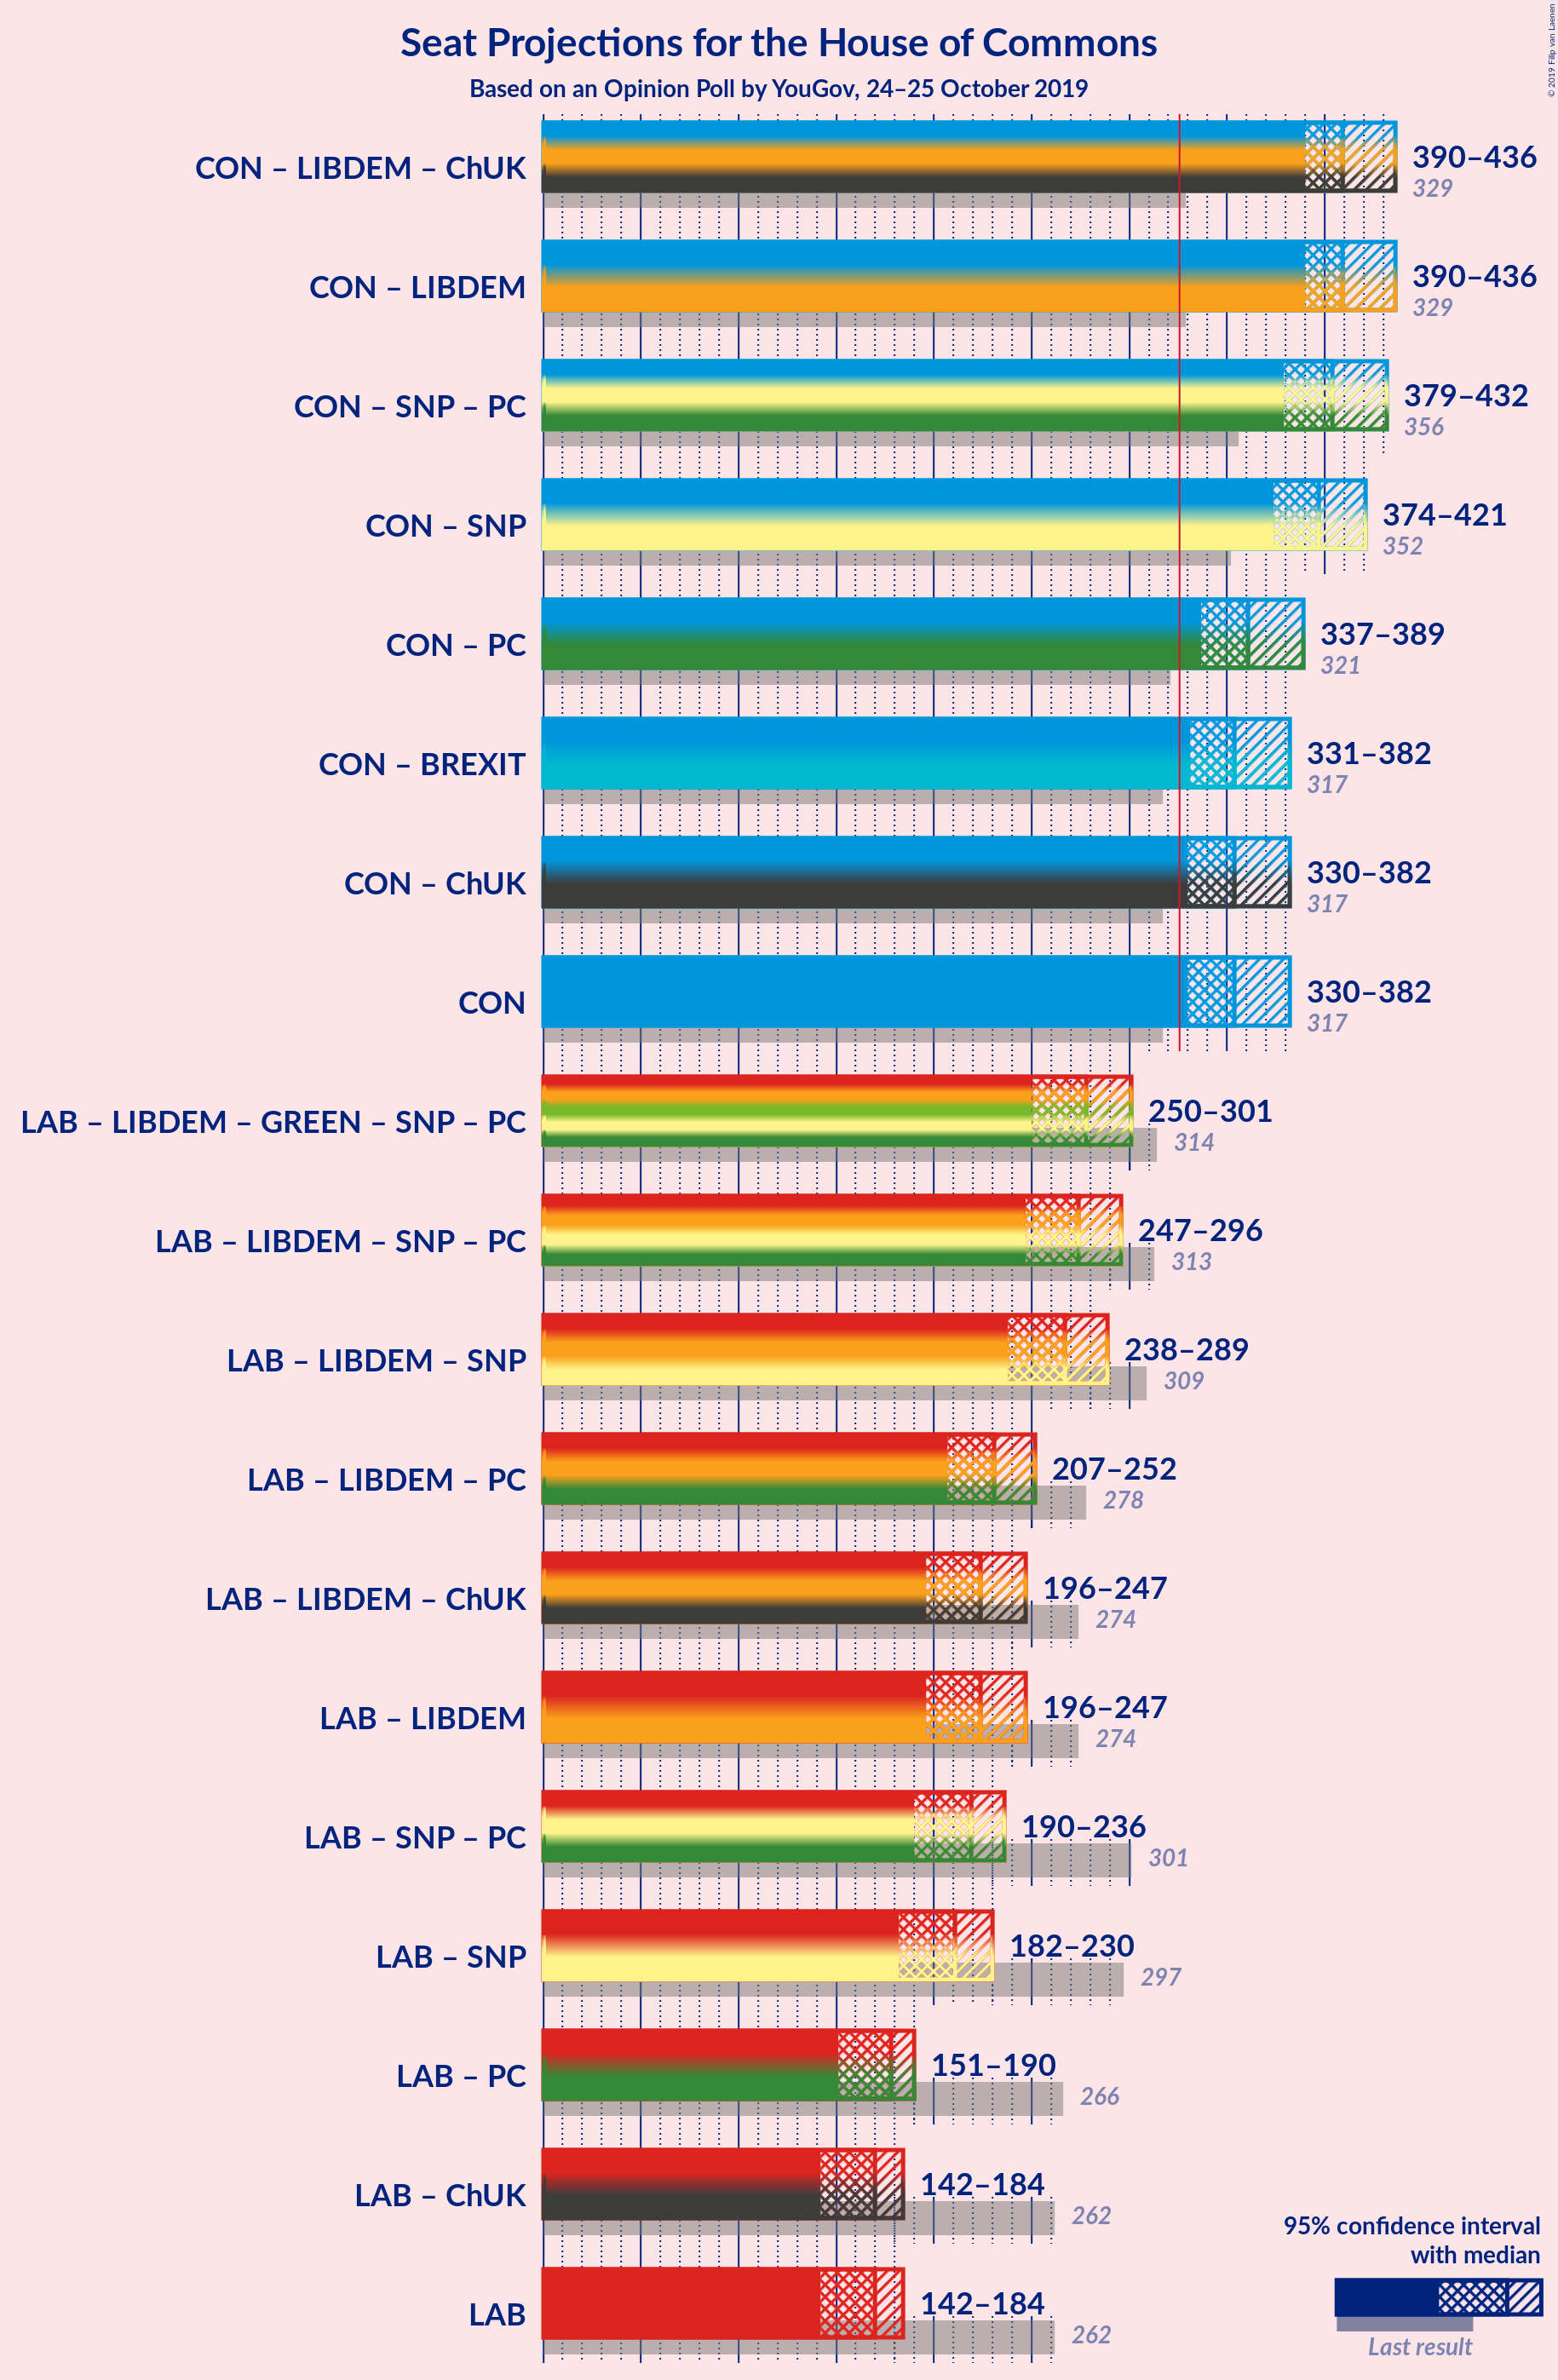 Seat Projections for the House of Commons
Based on an Opinion Poll by YouGov, 24–25 October 2019
© 2019 Filip van Laenen
CON – LIBDEM – ChUK
390–436
329
CON – LIBDEM
390–436
329
CON – SNP – PC
379–432
356
CON – SNP
374–421
352
CON – PC
337–389
321
CON – BREXIT
331–382
317
CON – ChUK
330–382
317
CON
330–382
317
LAB – LIBDEM – GREEN – SNP – PC
250–301
314
LAB – LIBDEM – SNP – PC
247–296
313
LAB – LIBDEM – SNP
238–289
309
LAB – LIBDEM – PC
207–252
278
LAB – LIBDEM – ChUK
196–247
274
LAB – LIBDEM
196–247
274
LAB – SNP – PC
190–236
301
LAB – SNP
182–230
297
LAB – PC
151–190
266
LAB – ChUK
142–184
262
LAB
142–184
262
95% confidence interval
with median
Last result